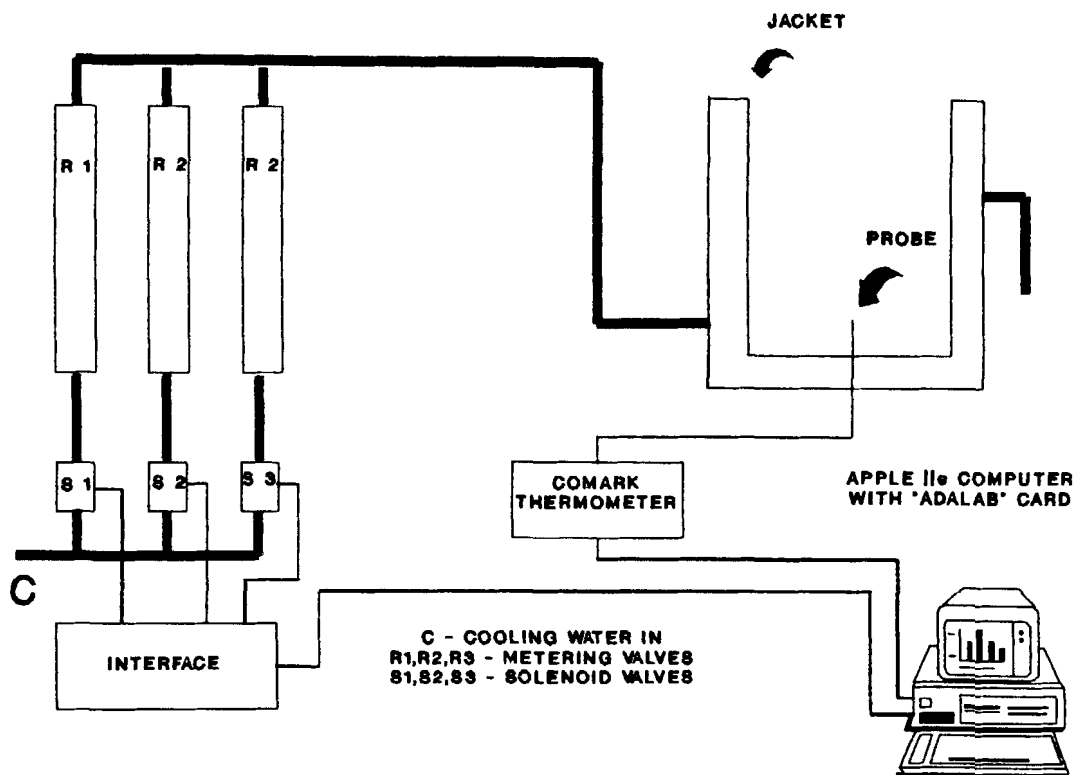 JACKET
R 1
R 2
R 2
PROBE
S 1
S 2
S 3
COMARK
THERMOMETER
APPLE IIe COMPUTER
WITH "ADALAB" CARD
C
INTERFACE
C - COOLING WATER IN
R1,R2,R3 - METERING VALVES
S1,S2,S3 - SOLENOID VALVES